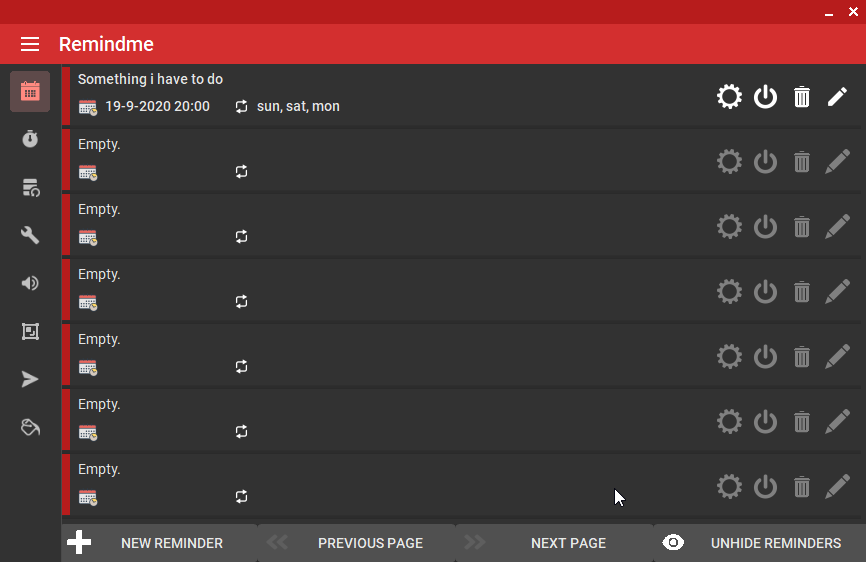 Remindme
Something i have to do
19-9-2020 20:00 sun, sat, mon
Empty.
Empty.
Empty.
Empty.
Empty.
Empty.
NEW REMINDER PREVIOUS PAGE NEXT PAGE UNHIDE REMINDERS